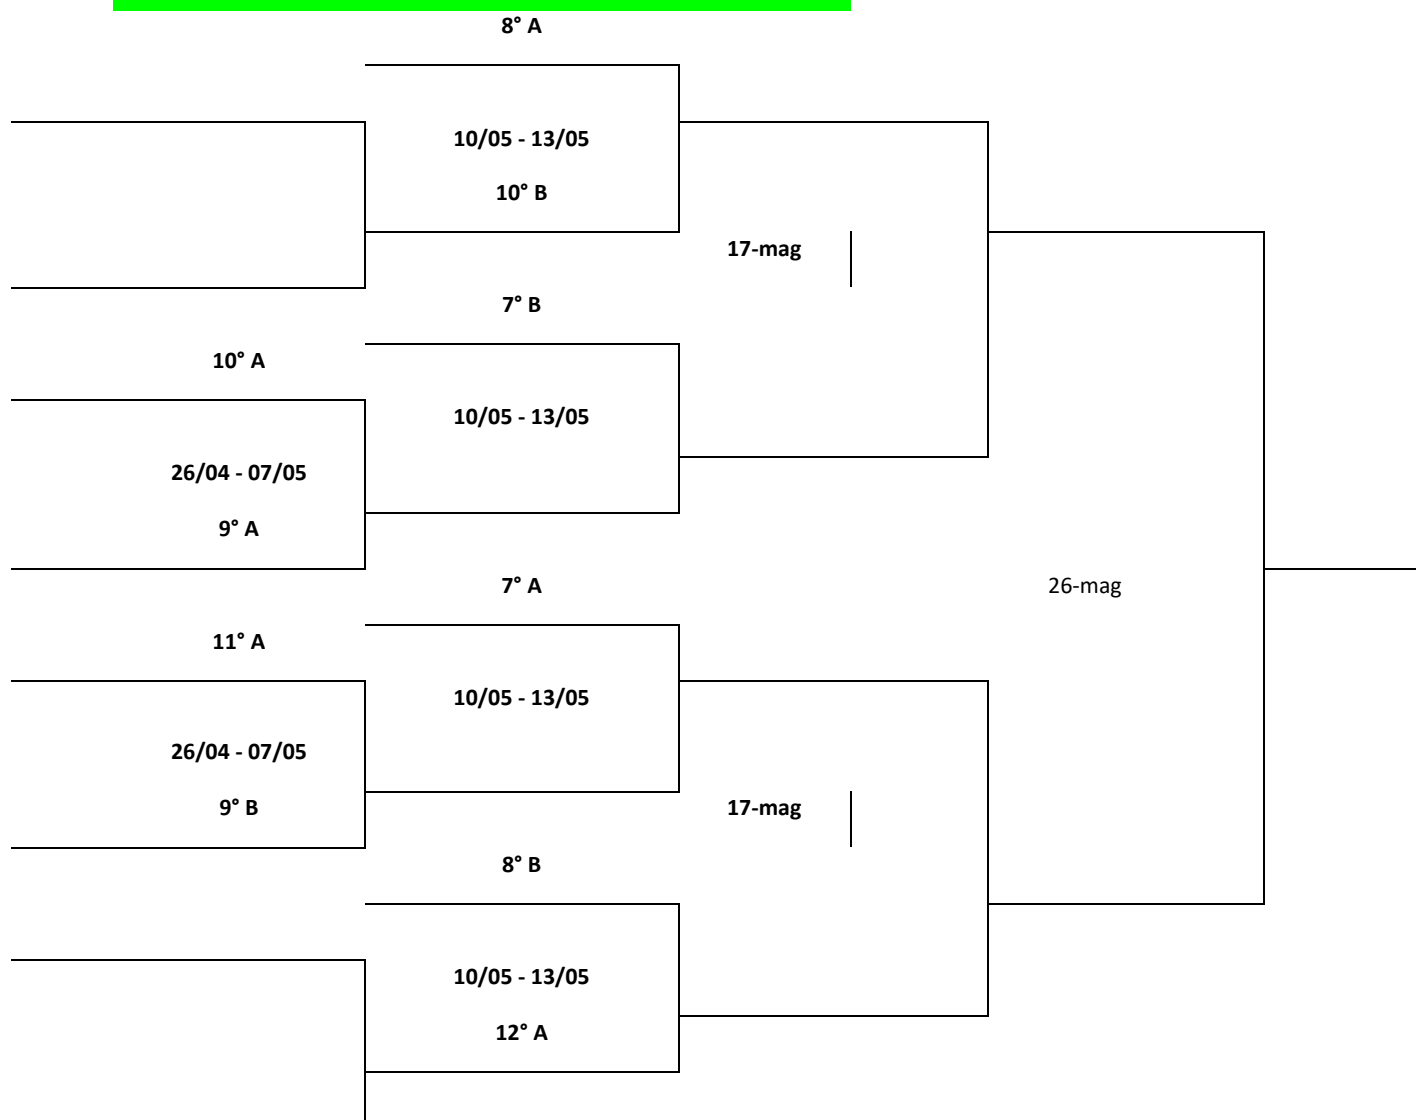 8° A
10/05 - 13/05
10° B
17-mag
7° B
10° A
10/05 - 13/05
26/04 - 07/05
9° A
7° A
26-mag
11° A
10/05 - 13/05
26/04 - 07/05
9° B
17-mag
8° B
10/05 - 13/05
12° A